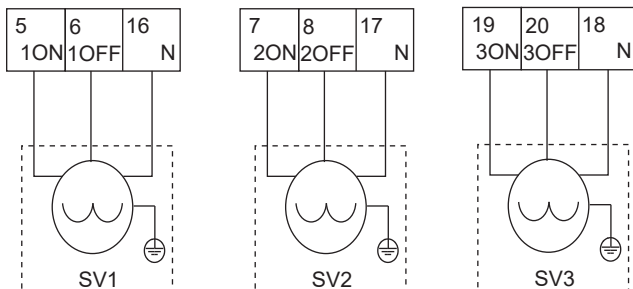 5 6 16
1ON 1OFF N
7 8 17
2ON 2OFF N
19 20 18
3ON 3OFF N
SV1
SV2
SV3